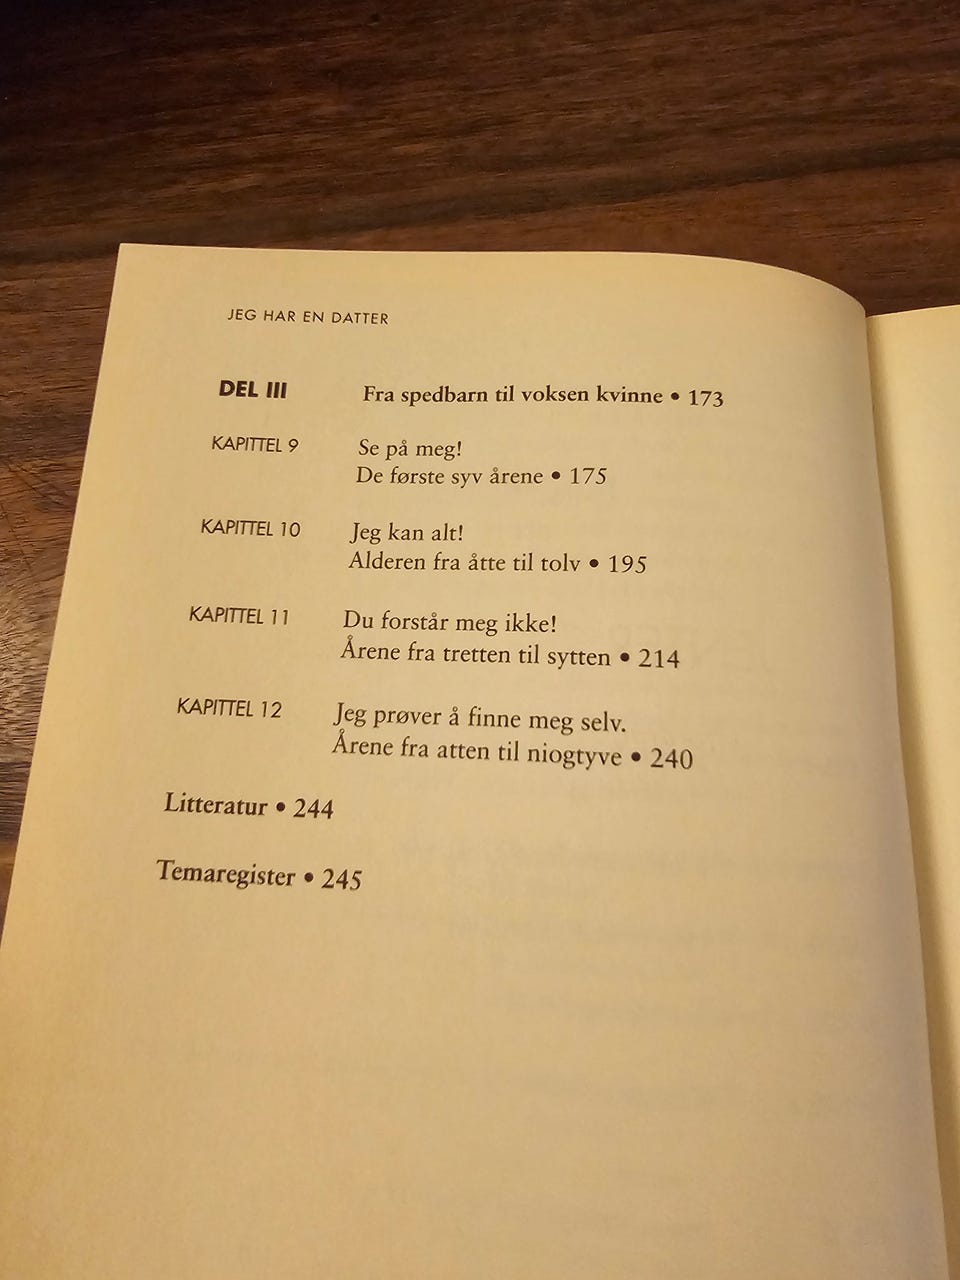 JEG HAR EN DATTER
DEL III Fra spedbarn til voksen kvinne • 173
KAPITTEL 9 Se på meg!
De første syv årene • 175
KAPITTEL 10 Jeg kan alt!
Alderen fra åtte til tolv • 195
KAPITTEL 11 Du forstår meg ikke!
Årene fra tretten til sytten • 214
KAPITTEL 12 Jeg prøver å finne meg selv.
Årene fra atten til niogtyve • 240
Litteratur • 244
Temaregister • 245